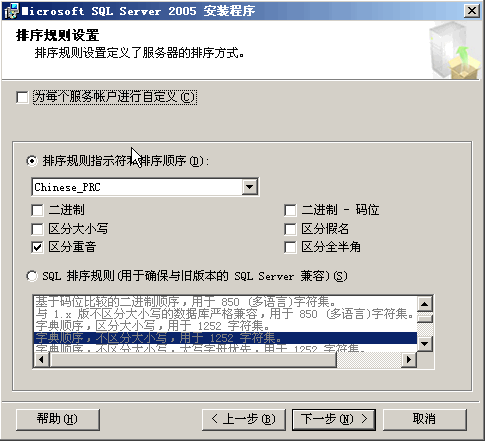 Microsoft SQL Server 2005 安装程序
排序规则设置
排序规则设置定义了服务器的排序方式。
为每个服务帐户进行自定义(C)
排序规则指示符和排序顺序(D):
Chinese_PRC
二进制
二进制 - 码位
区分大小写
区分假名
区分重音
区分全半角
SQL 排序规则(用于确保与旧版本的 SQL Server 兼容)(S)
基于码位比较的二进制顺序,用于 850 (多语言)字符集。
与 1.x 版不区分大小写的数据库严格兼容,用于 850 (多语言)字符集。
字典顺序,区分大小写,用于 1252 字符集。
字典顺序,不区分大小写,用于 1252 字符集。
字典顺序,不区分大小写,大写字母优先,用于 1252 字符集。
帮助(H)
< 上一步(B)
下一步(N) >
取消